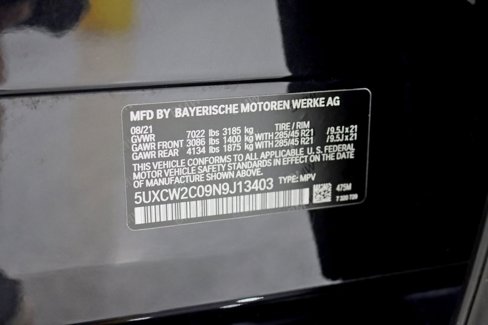 MFD BY BAYERISCHE MOTOREN WERKE AG
08/21 TIRE / RIM
GVWR 7022 lbs 3185 kg
GAWR FRONT 3086 lbs 1400 kg WITH 285/45 R21 /9.5J x 21
GAWR REAR 4134 lbs 1875 kg WITH 285/45 R21 /9.5J x 21
THIS VEHICLE CONFORMS TO ALL APPLICABLE U. S. FEDERAL
MOTOR VEHICLE SAFETY STANDARDS IN EFFECT ON THE DATE
OF MANUFACTURE SHOWN ABOVE.
5UXCW2C09N9J13403 TYPE: MPV
475M
7 320 709